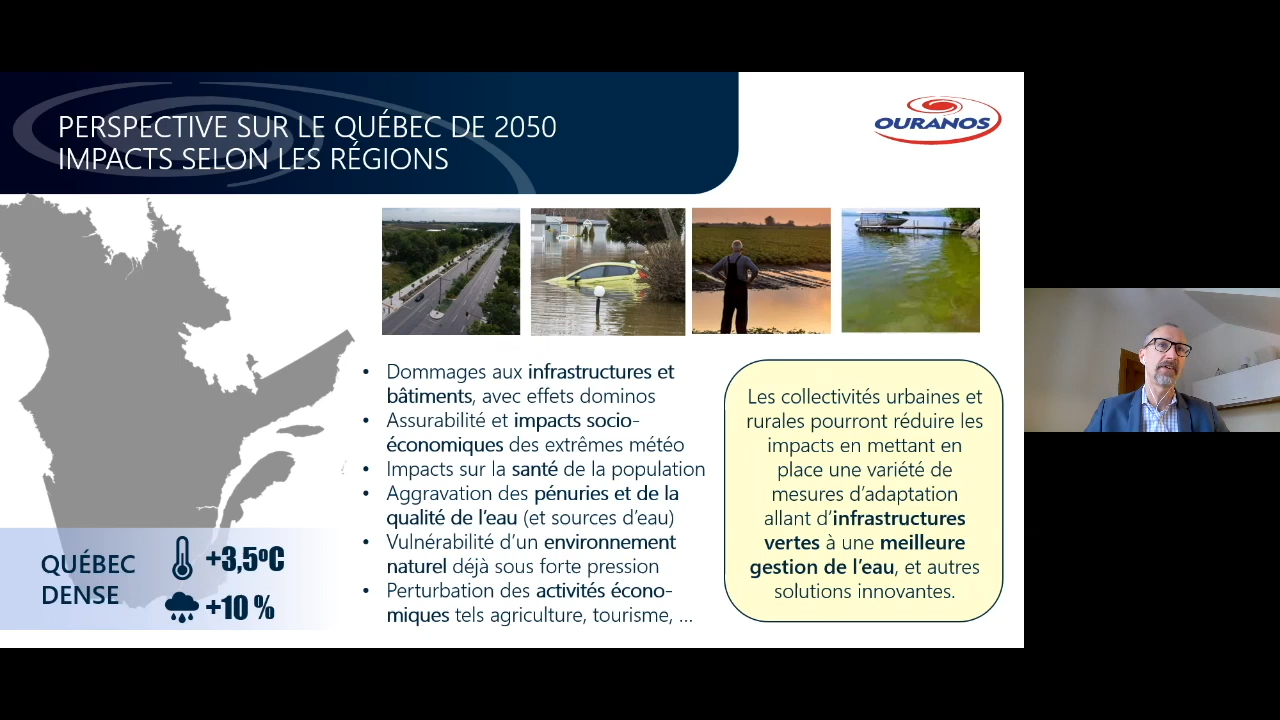 PERSPECTIVE SUR LE QUÉBEC DE 2050
IMPACTS SELON LES RÉGIONS
OURANOS
• Dommages aux infrastructures et
bâtiments, avec effets dominos
• Assurabilité et impacts socio-
économiques des extrêmes météo
• Impacts sur la santé de la population
• Aggravation des pénuries et de la
qualité de l'eau (et sources d'eau)
• Vulnérabilité d'un environnement
naturel déjà sous forte pression
• Perturbation des activités écono-
miques tels agriculture, tourisme, ...
Les collectivités urbaines et
rurales pourront réduire les
impacts en mettant en
place une variété de
mesures d'adaptation
allant d'infrastructures
vertes à une meilleure
gestion de l'eau, et autres
solutions innovantes.
QUÉBEC
DENSE
+3,5ºC
+10 %